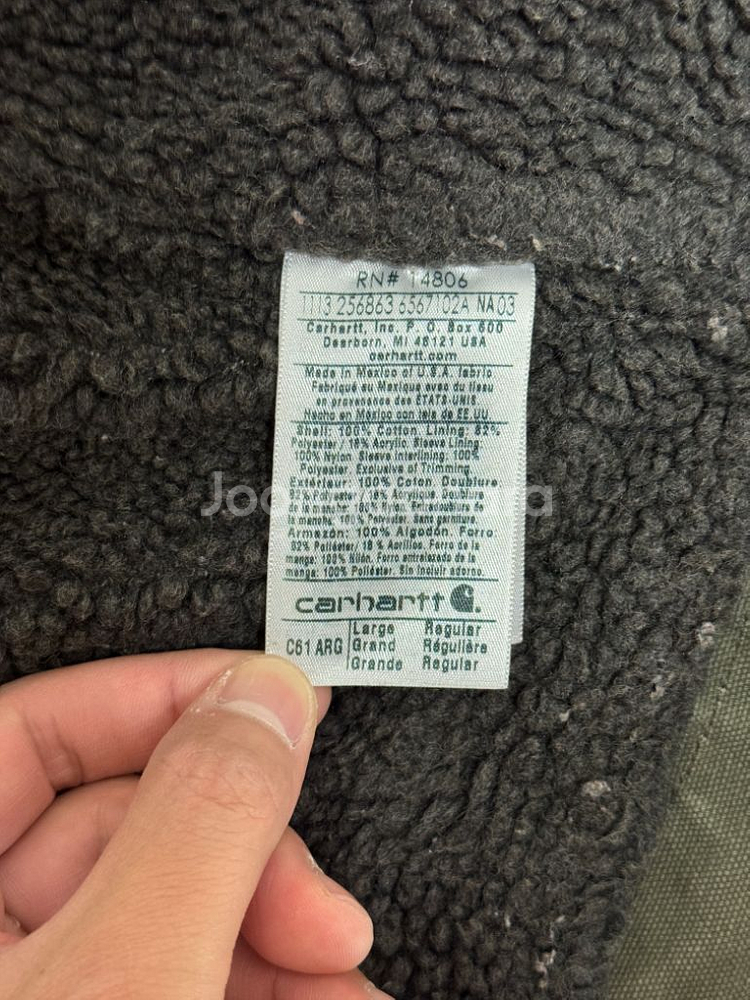 RN# 14806
1113 256863 6567102A NA03
Carhartt, Inc. P. O. Box 600
Dearborn, MI 48121 USA
carhartt.com
Made in Mexico of U.S.A. fabric
Fabriqué au Mexique avec du tissu
en provenance des ÉTATS-UNIS
Hecho en México con tela de EE.UU.
Shell: 100% Cotton. Lining: 82%
Polyester / 18% Acrylic. Sleeve Lining:
100% Nylon. Sleeve Interlining: 100%
Polyester. Exclusive of Trimming.
Extérieur: 100% Coton. Doublure:
82% Polyester / 18% Acrylique. Doublure
manche: 100% Nylon. Entredoublure de
la manche: 100% Polyester. Sans garniture.
Armazón: 100% Algodón. Forro:
82% Poliéster / 18 % Acrílico. Forro de la
manga: 100% Nilón. Forro entrelazado de la
manga: 100% Poliéster. Sin incluir adorno.
carhartt
C61 ARG
Large Regular
Grand Régulière
Grande Regular